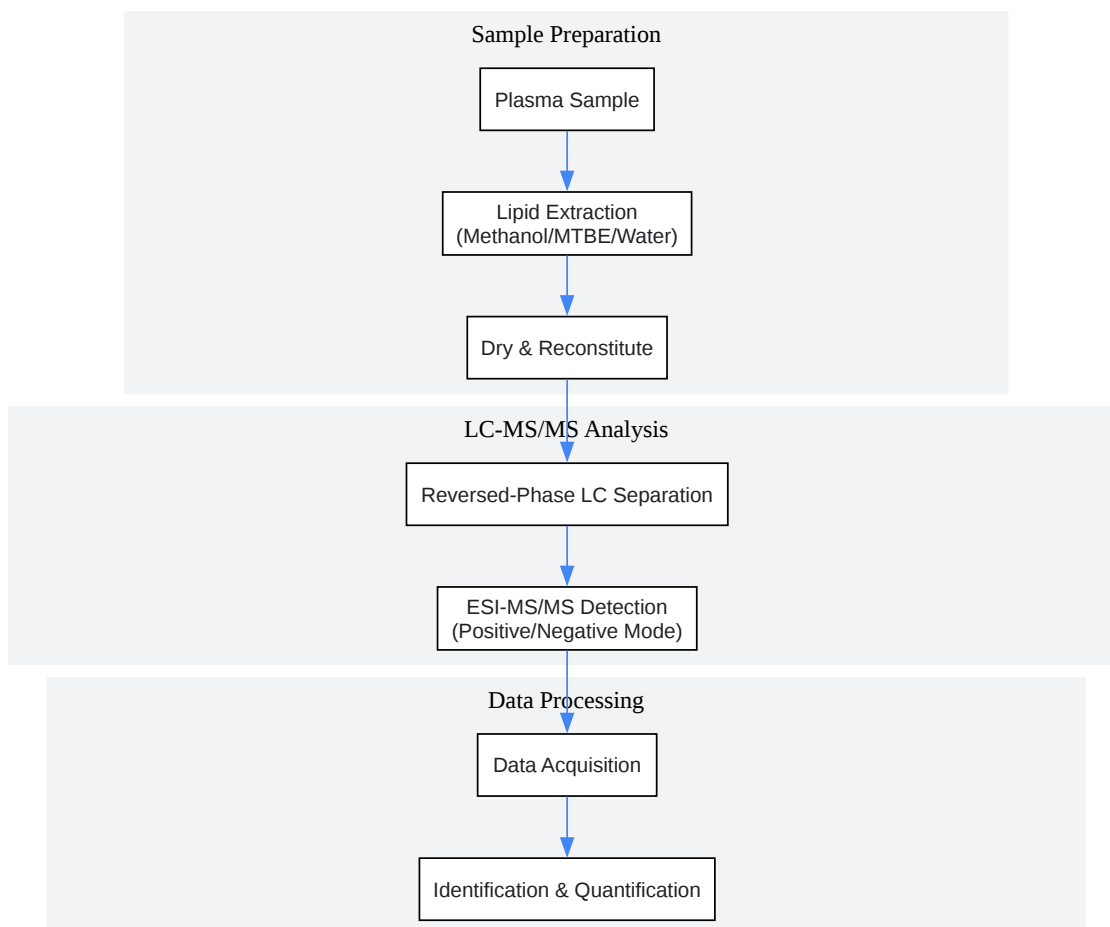 Sample Preparation
Plasma Sample
Lipid Extraction
(Methanol/MTBE/Water)
Dry & Reconstitute
LC-MS/MS Analysis
Reversed-Phase LC Separation
ESI-MS/MS Detection
(Positive/Negative Mode)
Data Processing
Data Acquisition
Identification & Quantification